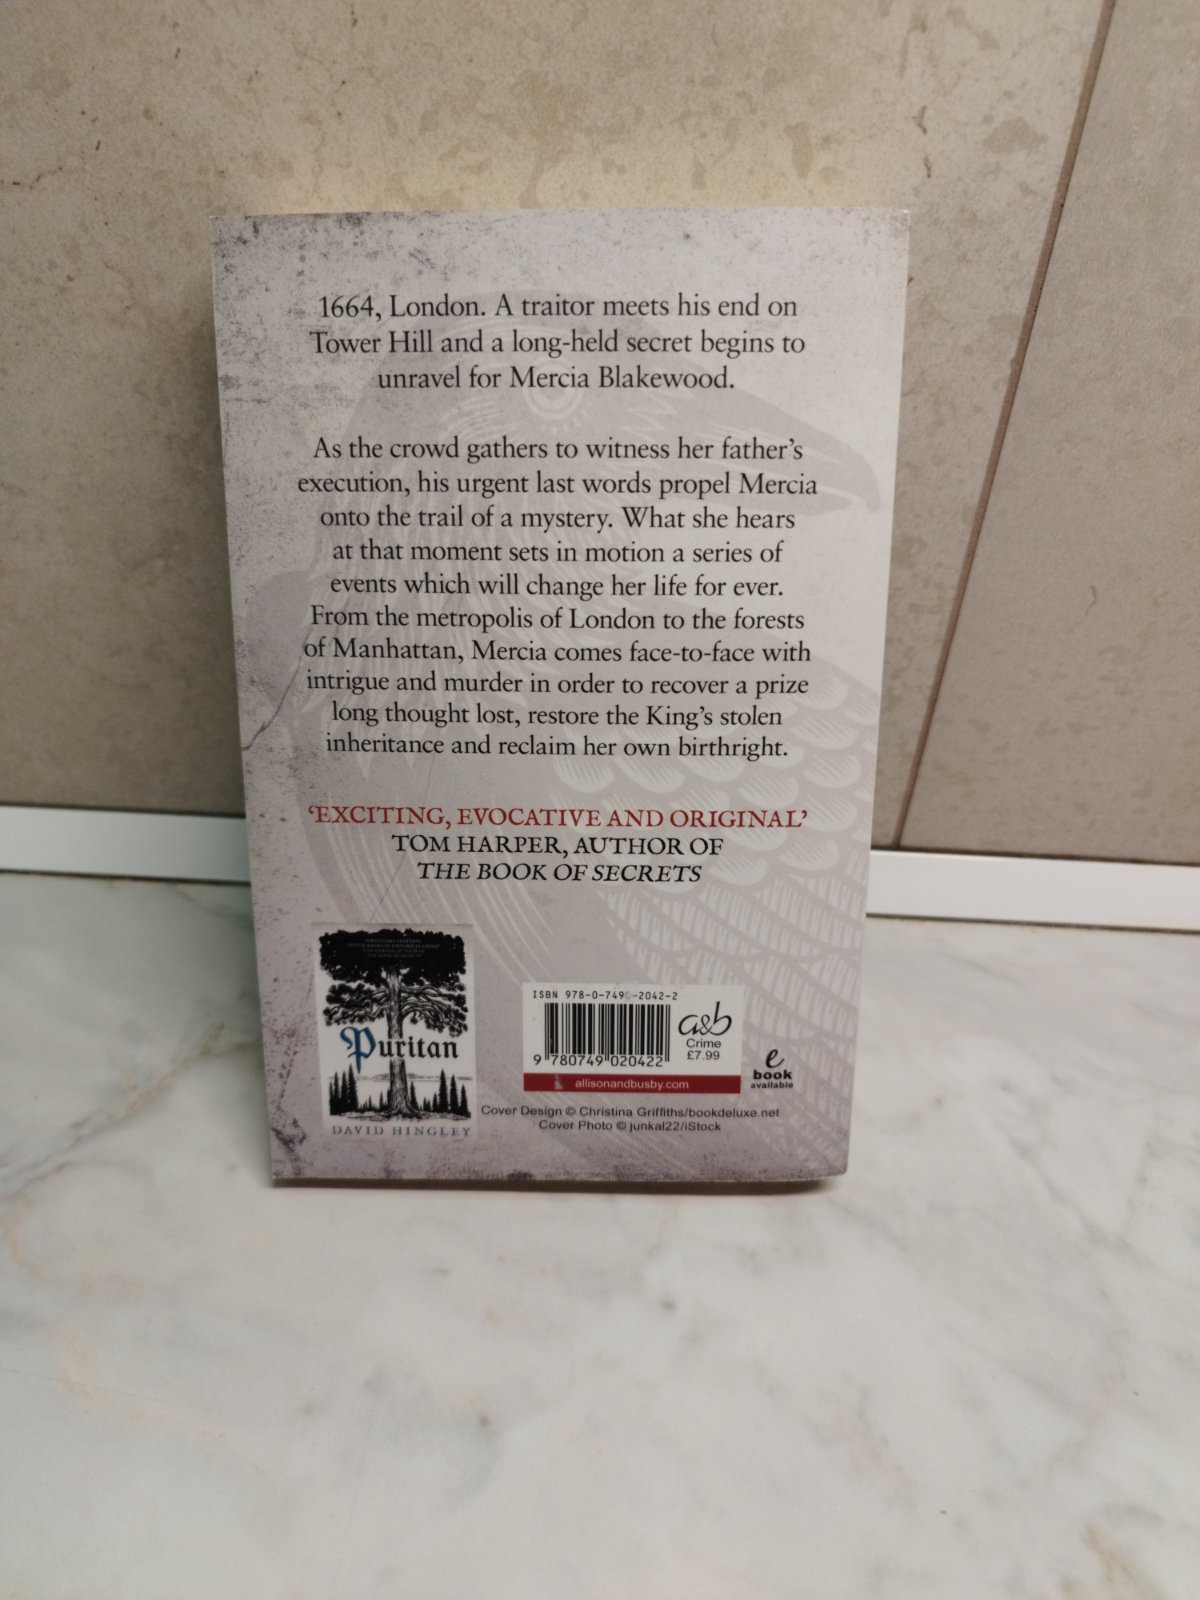 1664, London. A traitor meets his end on
Tower Hill and a long-held secret begins to
unravel for Mercia Blakewood.
As the crowd gathers to witness her father's
execution, his urgent last words propel Mercia
onto the trail of a mystery. What she hears
at that moment sets in motion a series of
events which will change her life for ever.
From the metropolis of London to the forests
of Manhattan, Mercia comes face-to-face with
intrigue and murder in order to recover a prize
long thought lost, restore the King's stolen
inheritance and reclaim her own birthright.
'EXCITING, EVOCATIVE AND ORIGINAL'
TOM HARPER, AUTHOR OF
THE BOOK OF SECRETS
Puritan
DAVID HINGLEY
ISBN 978-0-7490-2042-2
9 780749 020422
a&b
Crime
£7.99
allisonandbusby.com
e
book
available
Cover Design © Christina Griffiths/bookdeluxe.net
Cover Photo © junkal22/iStock